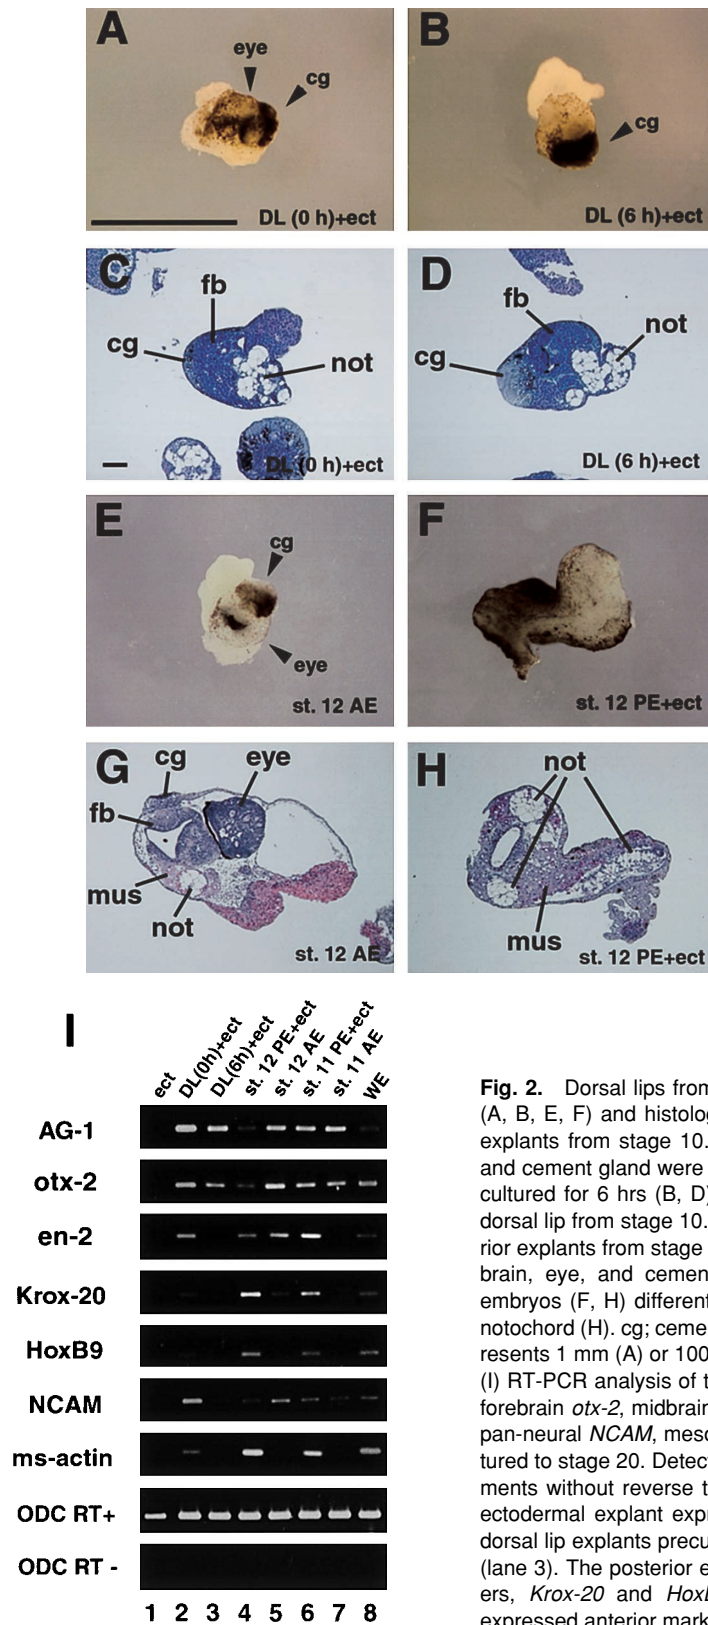 A
eye
cg
DL (0 h)+ect
B
cg
DL (6 h)+ect
C
fb
cg
not
DL (0 h)+ect
D
fb
not
cg
DL (6 h)+ect
E
cg
eye
st. 12 AE
F
st. 12 PE+ect
G
cg
eye
fb
mus
not
st. 12 AE
H
not
mus
st. 12 PE+ect
I
ect
DL(0h)+ect
DL(6h)+ect
st. 12 PE+ect
st. 12 AE
st. 11 PE+ect
st. 11 AE
WE
AG-1
otx-2
en-2
Krox-20
HoxB9
NCAM
ms-actin
ODC RT+
ODC RT -
1 2 3 4 5 6 7 8
Fig. 2. Dorsal lips from
(A, B, E, F) and histolog
explants from stage 10.
and cement gland were
cultured for 6 hrs (B, D)
dorsal lip from stage 10.
rior explants from stage
brain, eye, and cemen
embryos (F, H) different
notochord (H). cg; ceme
resents 1 mm (A) or 100
(I) RT-PCR analysis of t
forebrain otx-2, midbrain
pan-neural NCAM, meso
tured to stage 20. Detect
ments without reverse t
ectodermal explant expr
dorsal lip explants precu
(lane 3). The posterior e
ers, Krox-20 and HoxB
expressed anterior mark